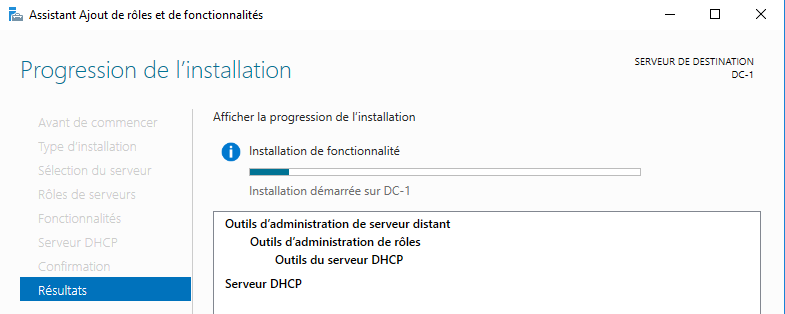 Assistant Ajout de rôles et de fonctionnalités
Progression de l'installation
SERVEUR DE DESTINATION
DC-1
Avant de commencer
Type d'installation
Sélection du serveur
Rôles de serveurs
Fonctionnalités
Serveur DHCP
Confirmation
Résultats
Afficher la progression de l'installation
Installation de fonctionnalité
Installation démarrée sur DC-1
Outils d'administration de serveur distant
Outils d'administration de rôles
Outils du serveur DHCP
Serveur DHCP